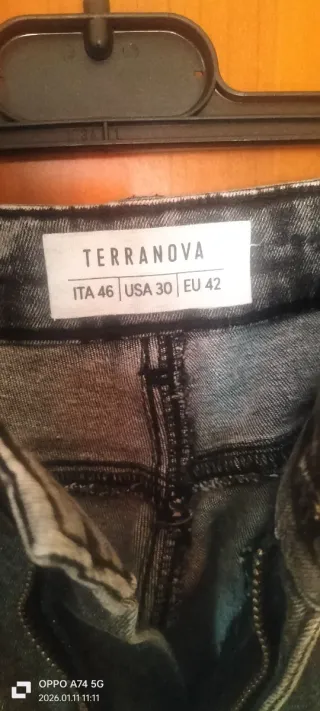 TERRANOVA
ITA 46 | USA 30 | EU 42
OPPO A74 5G
2026.01.11 11:11